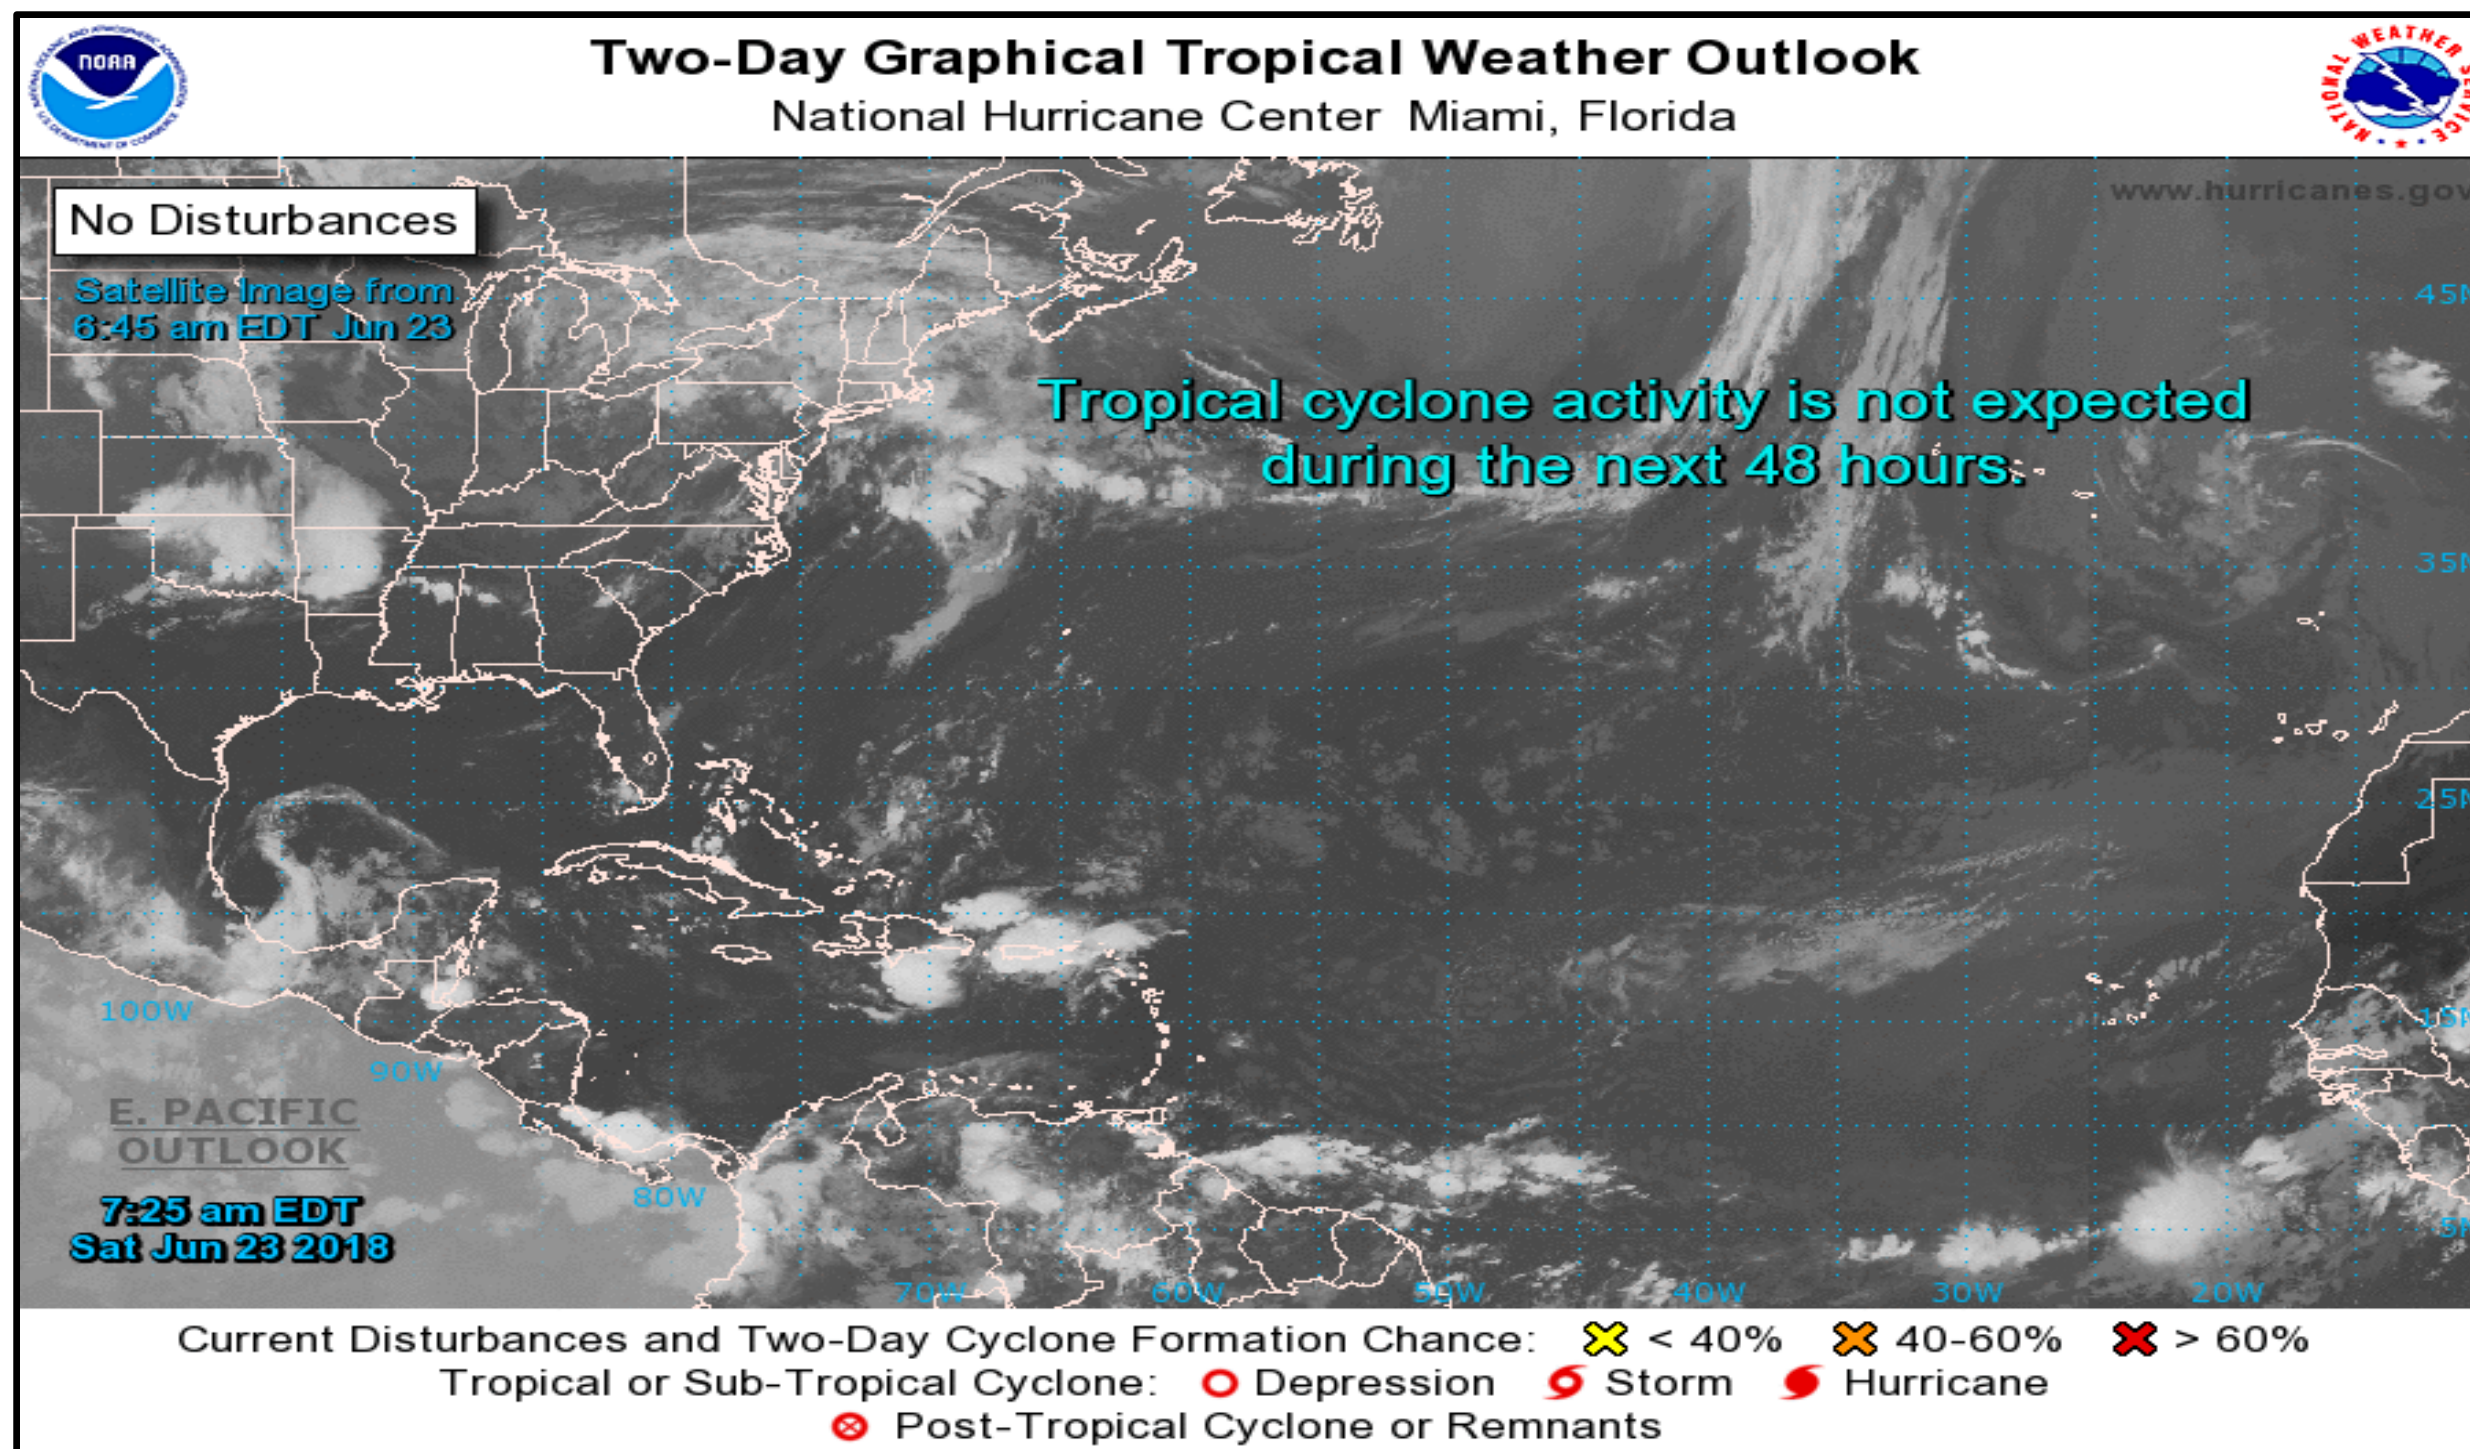 NOAA
Two-Day Graphical Tropical Weather Outlook
National Hurricane Center Miami, Florida
NATIONAL WEATHER
www.hurricanes.gov
No Disturbances
Satellite Image from
6:45 am EDT Jun 23
Tropical cyclone activity is not expected
during the next 48 hours.
100W
90W
E. PACIFIC
OUTLOOK
80W
7:25 am EDT
Sat Jun 23 2018
70W 60W 50W 40W 30W 20W
Current Disturbances and Two-Day Cyclone Formation Chance: < 40% 40-60% > 60%
Tropical or Sub-Tropical Cyclone: Depression Storm Hurricane
Post-Tropical Cyclone or Remnants